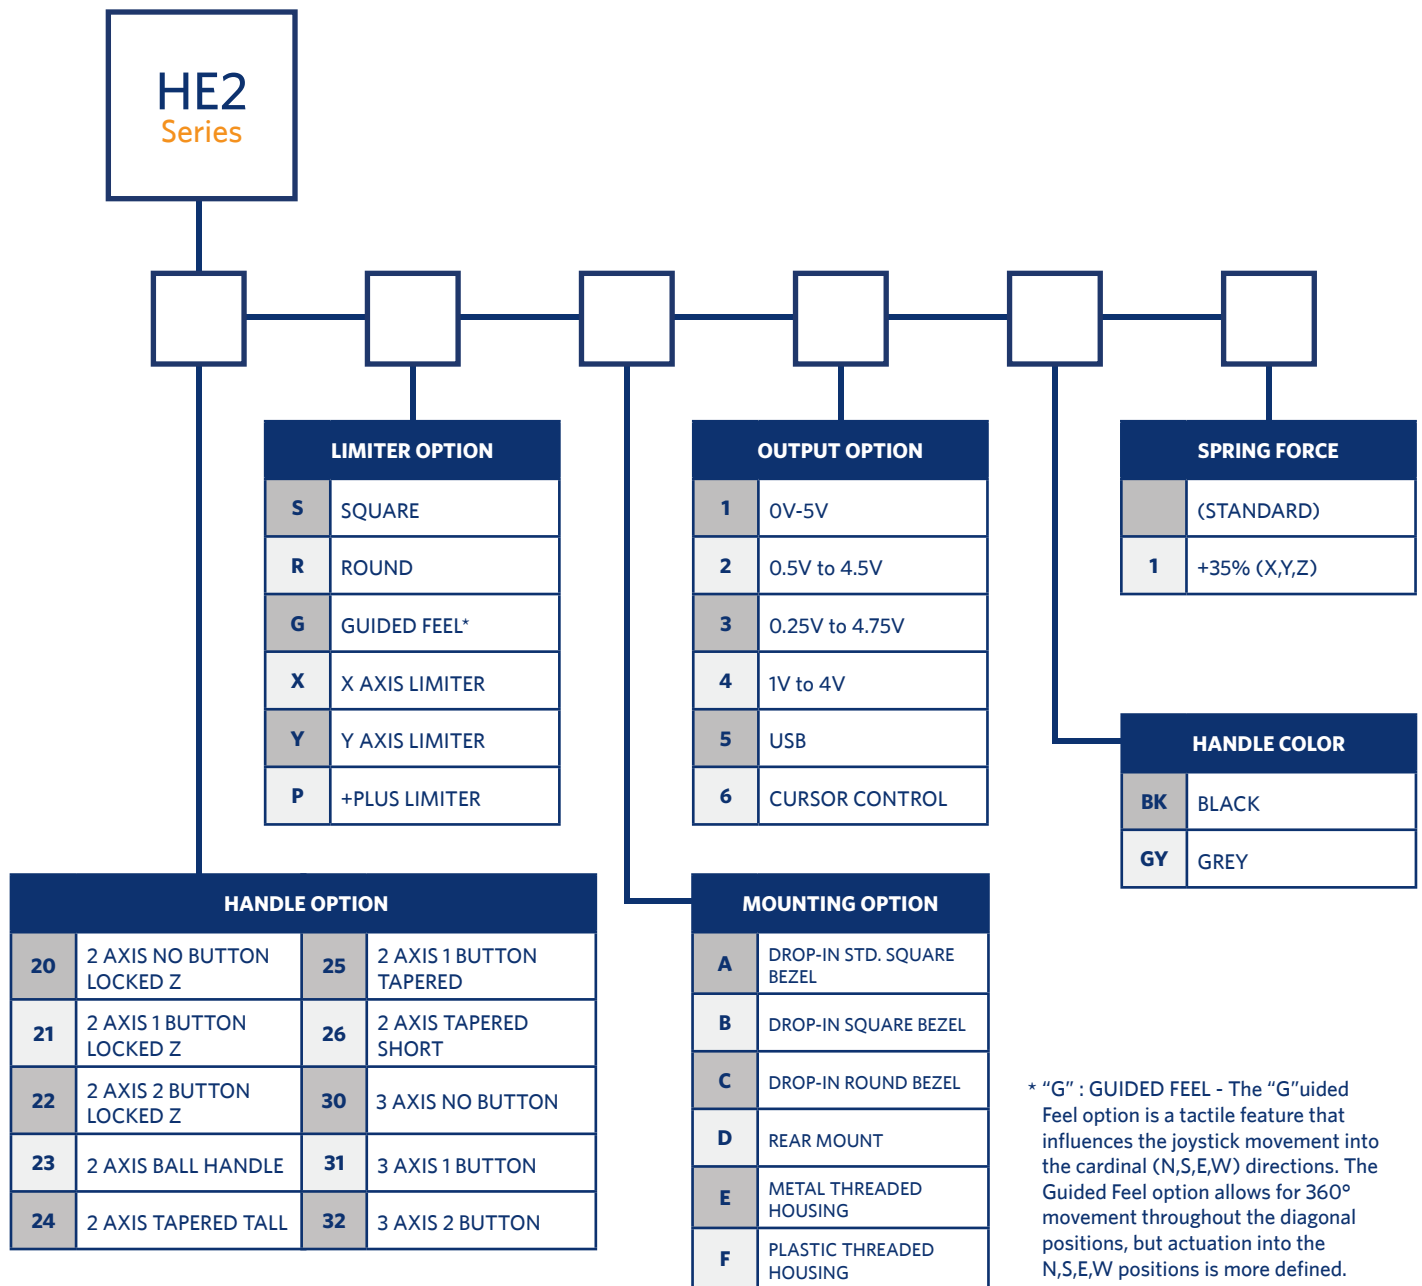 HE2
Series
LIMITER OPTION
S SQUARE
R ROUND
G GUIDED FEEL*
X X AXIS LIMITER
Y Y AXIS LIMITER
P +PLUS LIMITER
OUTPUT OPTION
1 0V-5V
2 0.5V to 4.5V
3 0.25V to 4.75V
4 1V to 4V
5 USB
6 CURSOR CONTROL
SPRING FORCE
(STANDARD)
1 +35% (X,Y,Z)
HANDLE COLOR
BK BLACK
GY GREY
HANDLE OPTION
20 2 AXIS NO BUTTON
LOCKED Z
25 2 AXIS 1 BUTTON
TAPERED
21 2 AXIS 1 BUTTON
LOCKED Z
26 2 AXIS TAPERED
SHORT
22 2 AXIS 2 BUTTON
LOCKED Z
30 3 AXIS NO BUTTON
23 2 AXIS BALL HANDLE
31 3 AXIS 1 BUTTON
24 2 AXIS TAPERED TALL
32 3 AXIS 2 BUTTON
MOUNTING OPTION
A DROP-IN STD. SQUARE
BEZEL
B DROP-IN SQUARE BEZEL
C DROP-IN ROUND BEZEL
D REAR MOUNT
E METAL THREADED
HOUSING
F PLASTIC THREADED
HOUSING
* “G” : GUIDED FEEL - The “G”uided
Feel option is a tactile feature that
influences the joystick movement into
the cardinal (N,S,E,W) directions. The
Guided Feel option allows for 360°
movement throughout the diagonal
positions, but actuation into the
N,S,E,W positions is more defined.